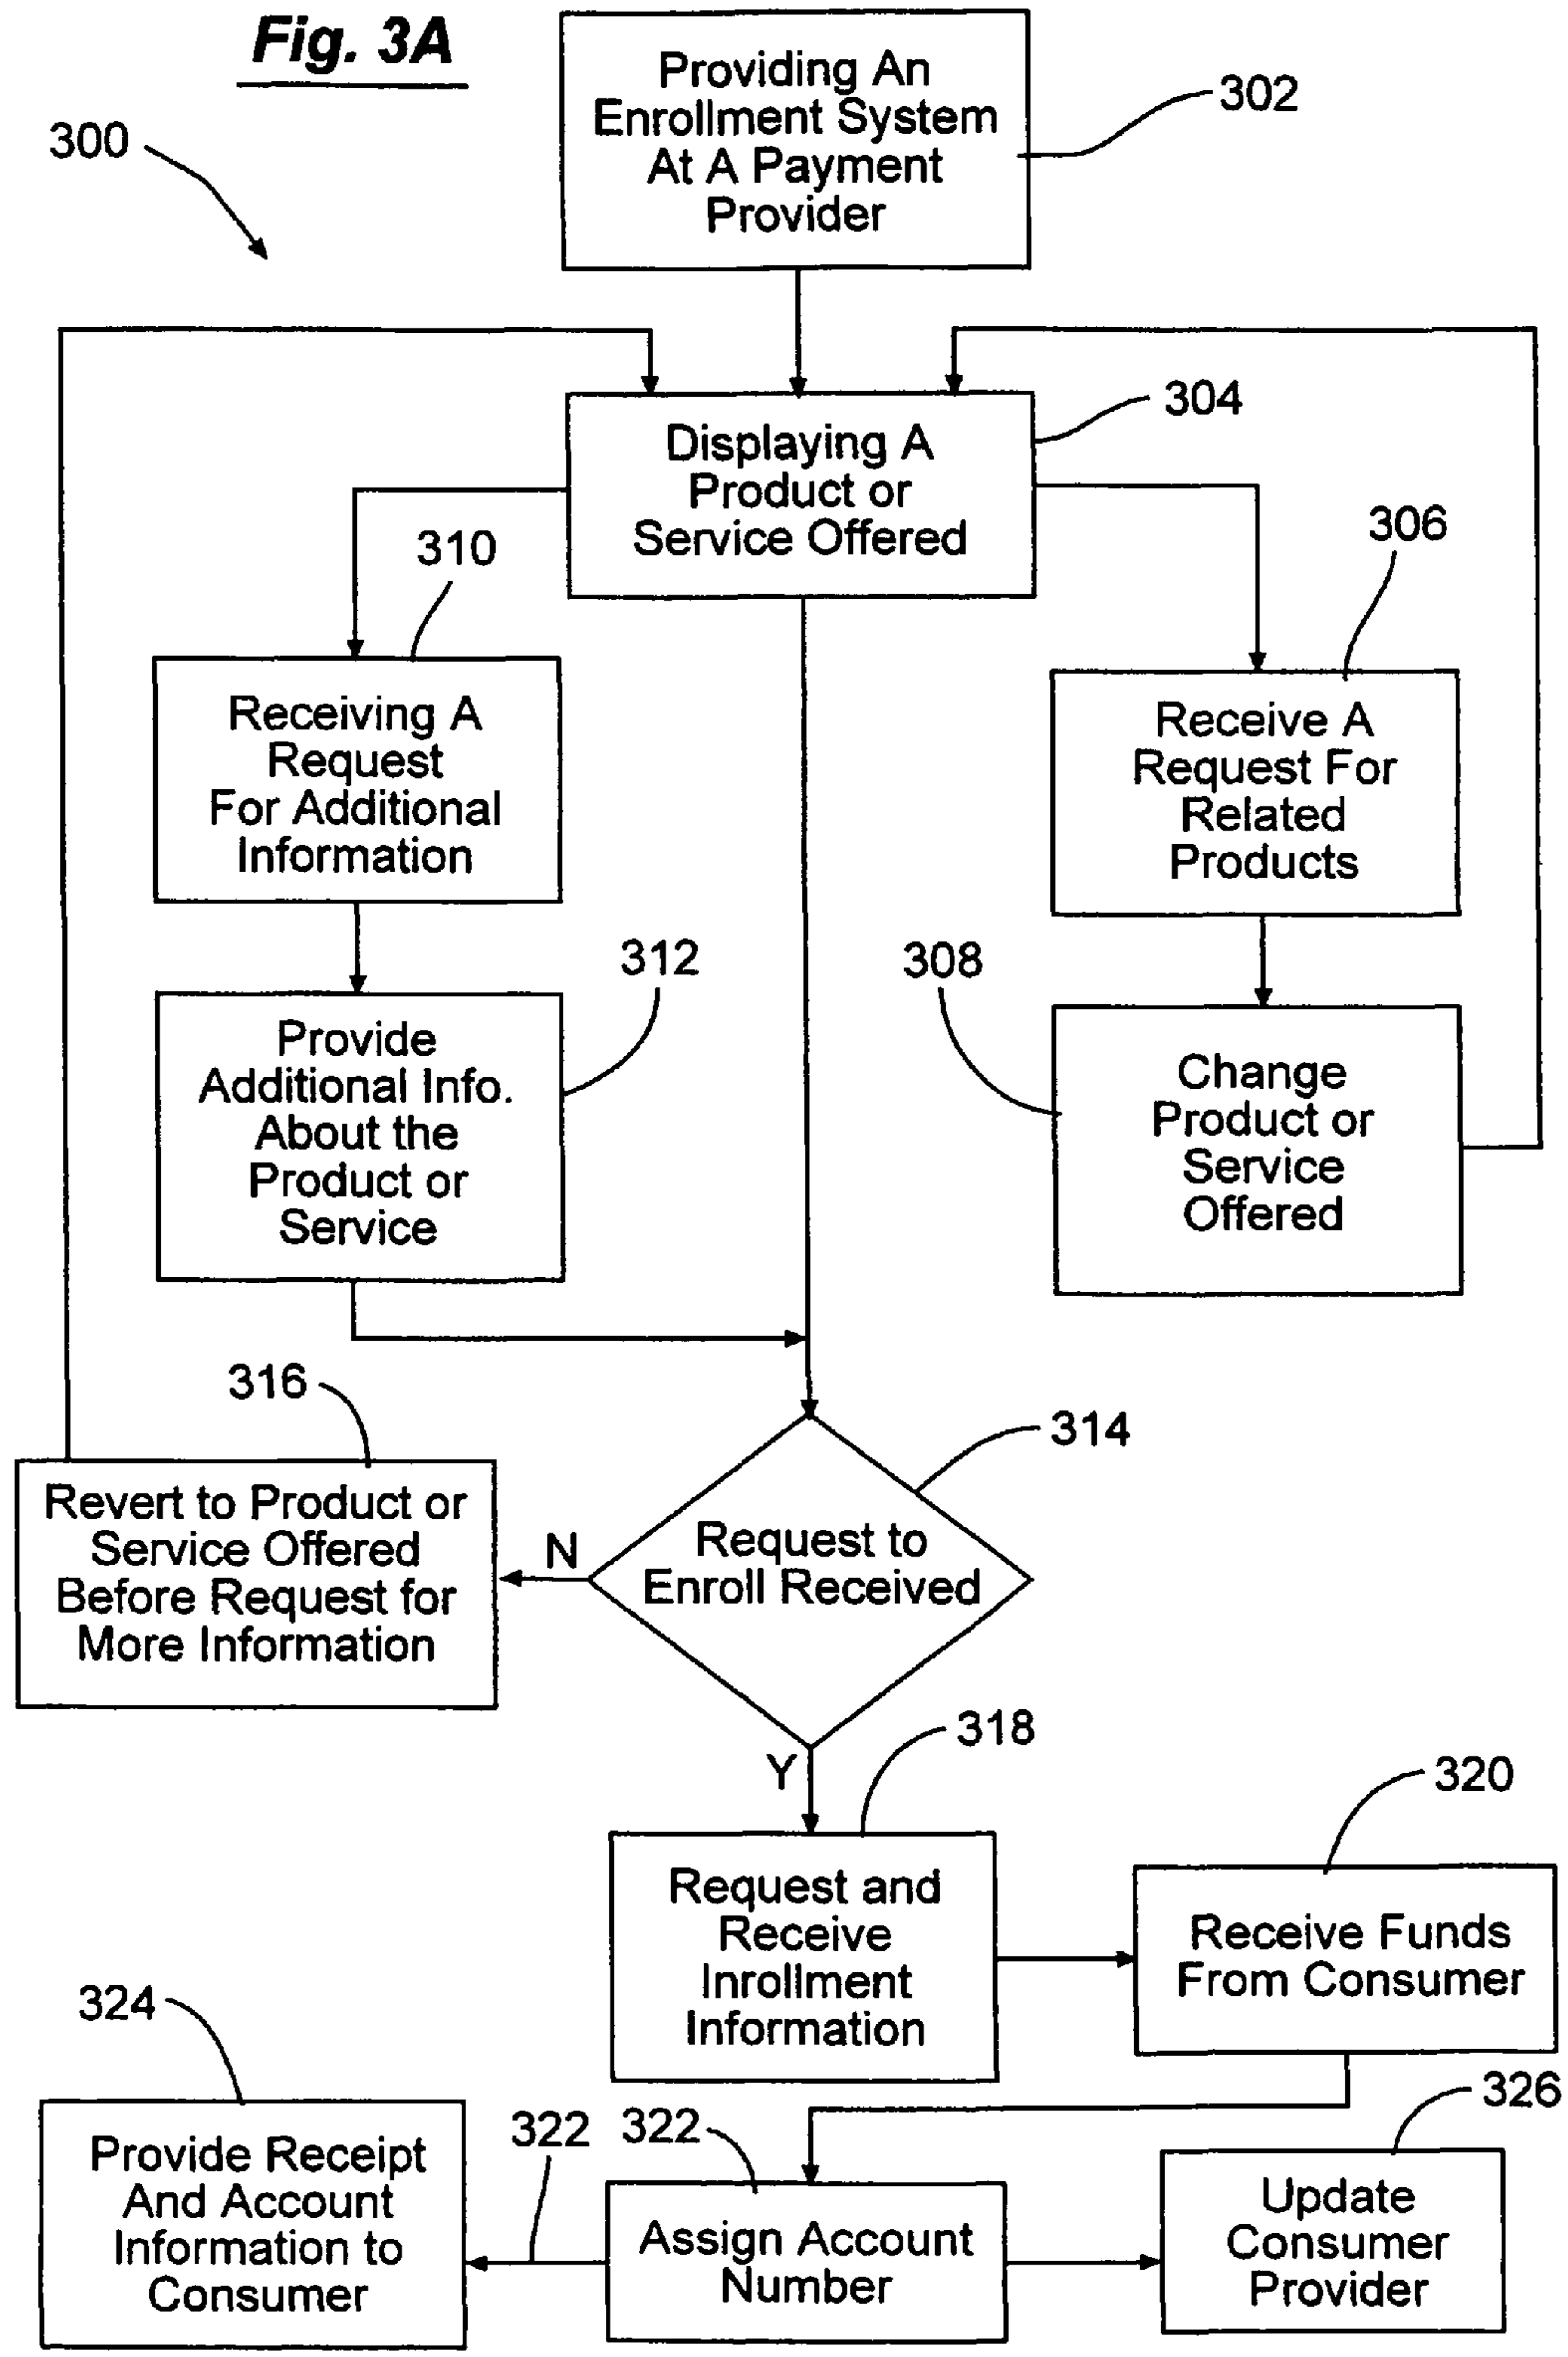 Fig. 3A
300
Providing An
Enrollment System
At A Payment
Provider
302
Displaying A
Product or
Service Offered
304
310
306
Receiving A
Request
For Additional
Information
Receive A
Request For
Related
Products
312
308
Provide
Additional Info.
About the
Product or
Service
Change
Product or
Service
Offered
316
314
Revert to Product or
Service Offered
Before Request for
More Information
N
Request to
Enroll Received
Y
318
320
Request and
Receive
Inrollment
Information
Receive Funds
From Consumer
324
322
322
326
Provide Receipt
And Account
Information to
Consumer
Assign Account
Number
Update
Consumer
Provider